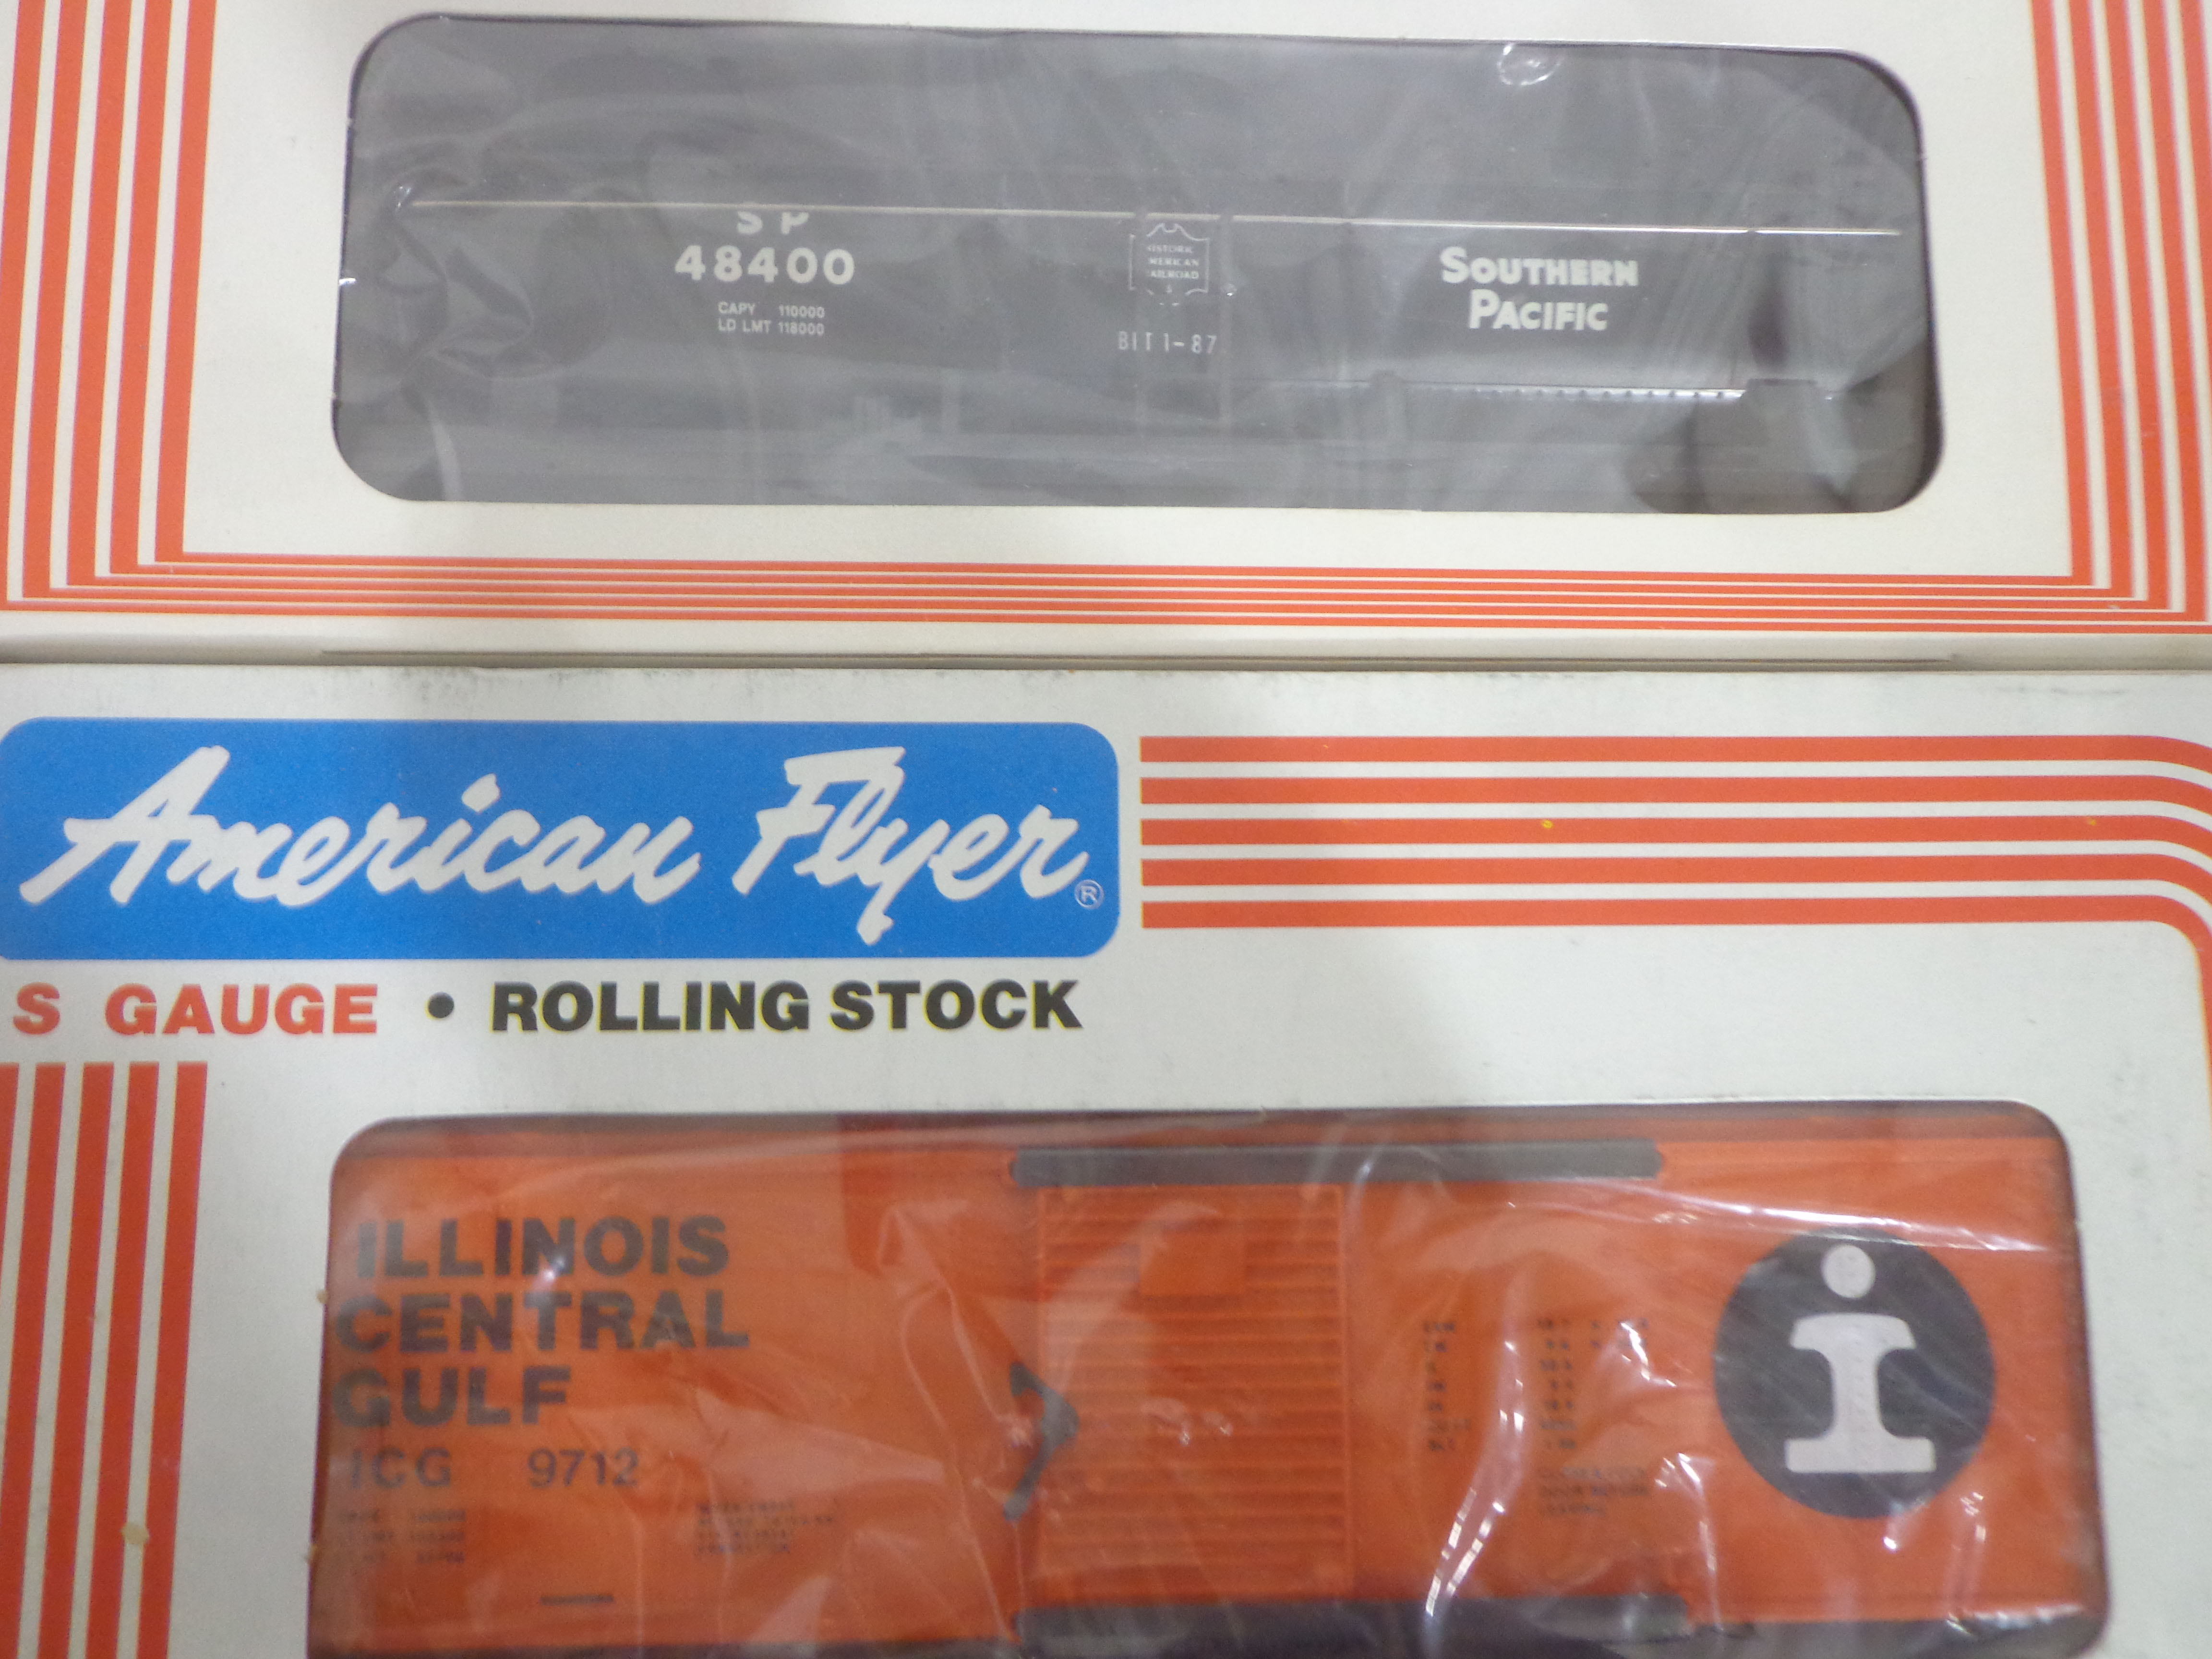 SP
48400
CAPY 110000
LD LMT 118000
BLT 1-87
SOUTHERN
PACIFIC
American Flyer®
S GAUGE • ROLLING STOCK
ILLINOIS
CENTRAL
GULF
ICG 9712
i